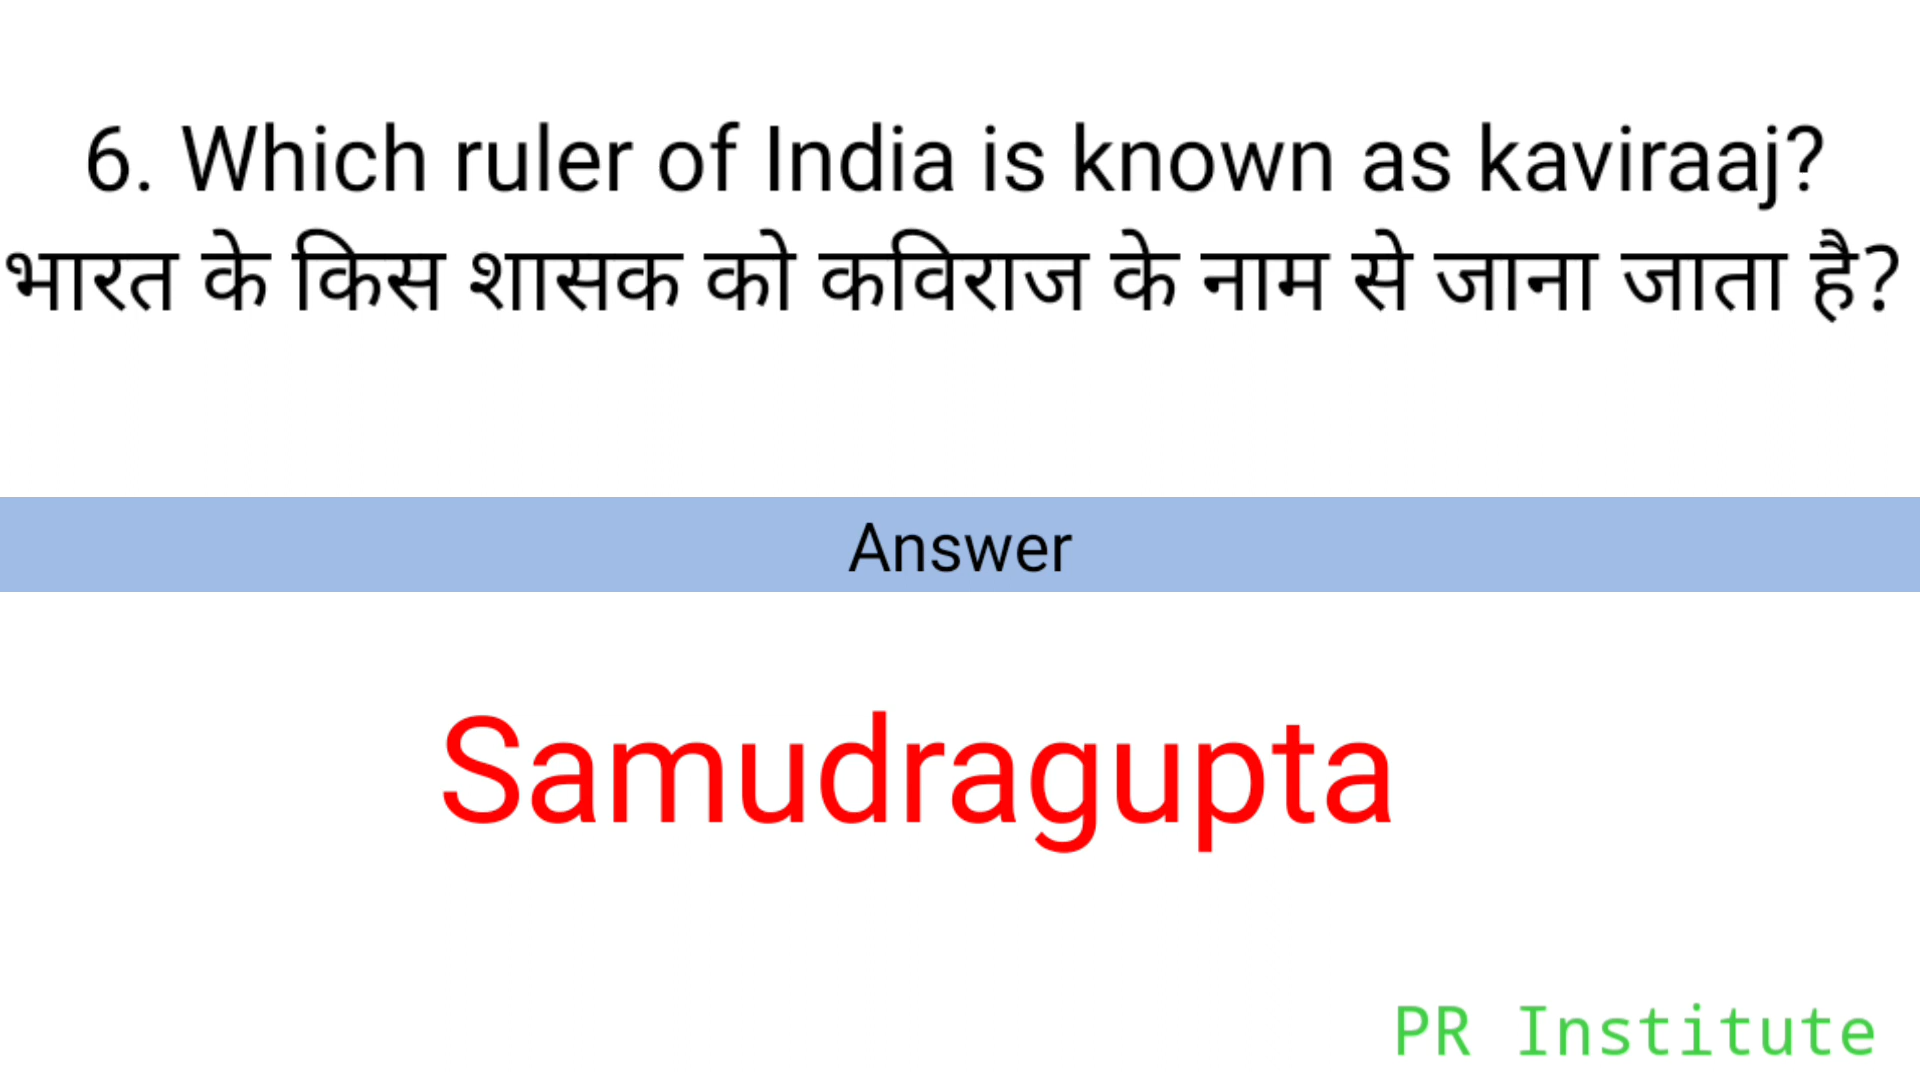 6. Which ruler of India is known as kaviraaj?
भारत के किस शासक को कविराज के नाम से जाना जाता है?
Answer
Samudragupta
PR Institute